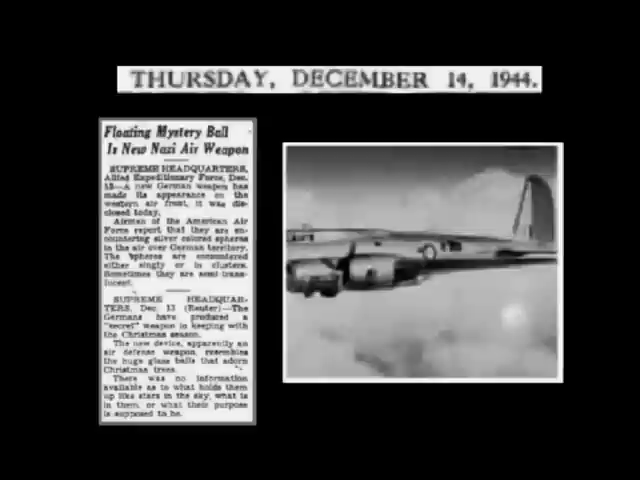 THURSDAY, DECEMBER 14, 1944.
Floating Mystery Ball
Is New Nazi Air Weapon
SUPREME HEADQUARTERS,
Allied Expeditionary Force, Dec.
13—A new German weapon has
made its appearance on the
western air front, it was dis-
closed today.
Airmen of the American Air
Force report that they are en-
countering silver colored spheres
in the air over German territory.
The spheres are encountered
either singly or in clusters.
Sometimes they are semi trans-
lucent.
SUPREME HEADQUAR-
TERS, Dec. 13 (Reuter)—The
Germans have produced a
"secret" weapon in keeping with
the Christmas season.
The new device, apparently an
air defense weapon, resembles
the huge glass balls that adorn
Christmas trees.
There was no information
available as to what holds them
up like stars in the sky, what is
in them, or what their purpose
is supposed to be.